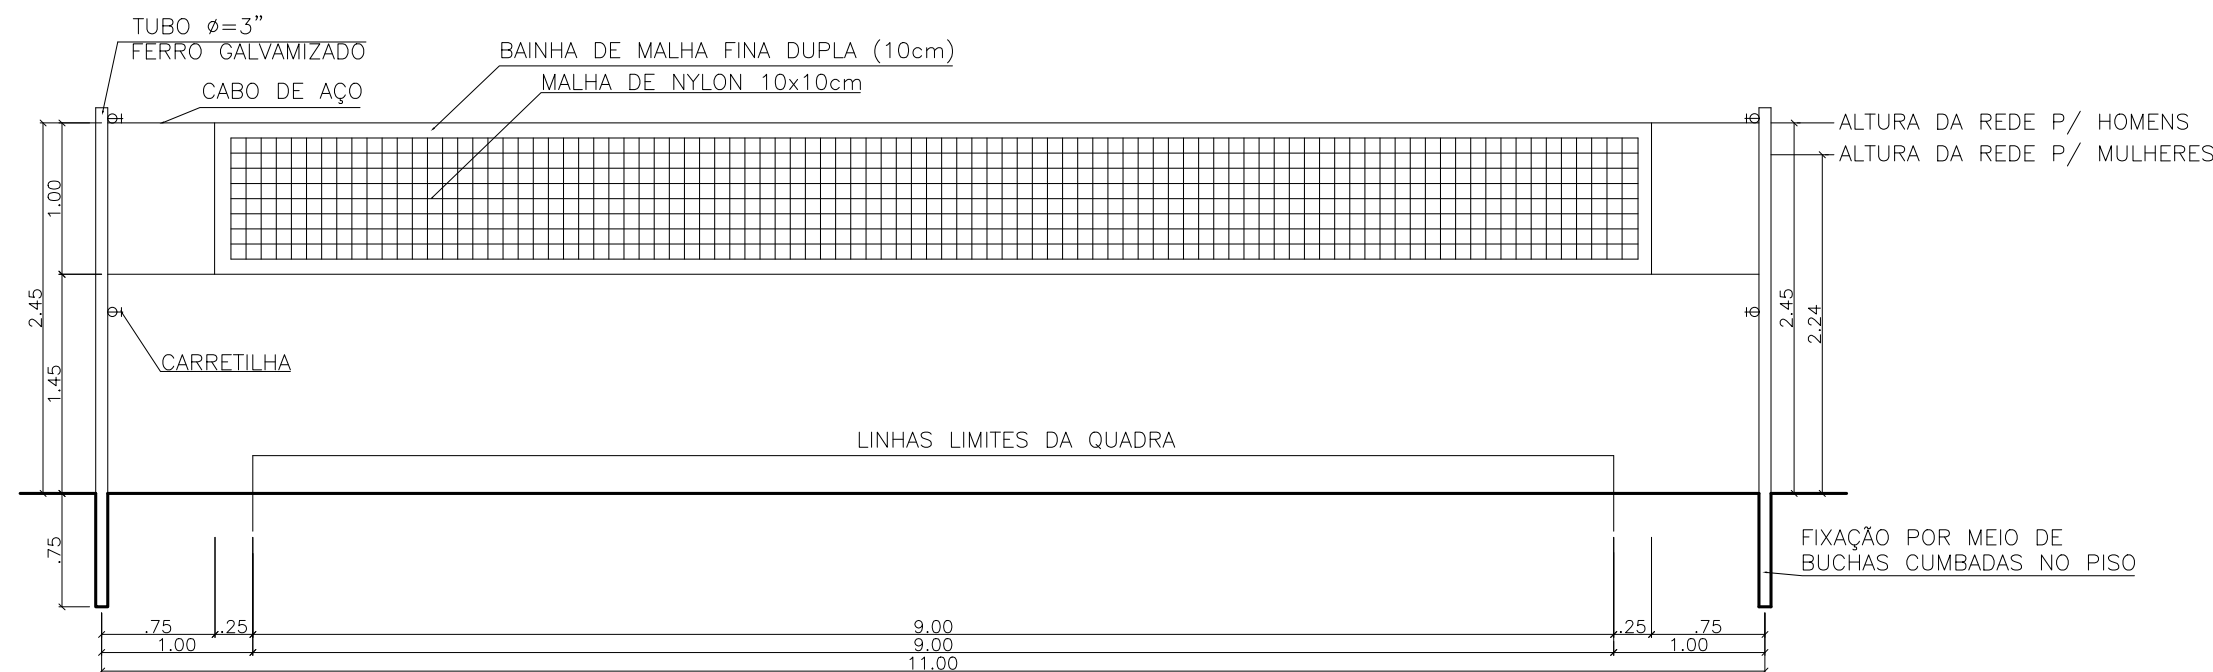 TUBO ø=3"
FERRO GALVAMIZADO
BAINHA DE MALHA FINA DUPLA (10cm)
MALHA DE NYLON 10x10cm
CABO DE AÇO
ALTURA DA REDE P/ HOMENS
ALTURA DA REDE P/ MULHERES
1.00
2.45
2.45
2.24
CARRETILHA
1.45
LINHAS LIMITES DA QUADRA
.75
FIXAÇÃO POR MEIO DE
BUCHAS CUMBADAS NO PISO
.75 .25 9.00 .25 .75
1.00 9.00 1.00
11.00